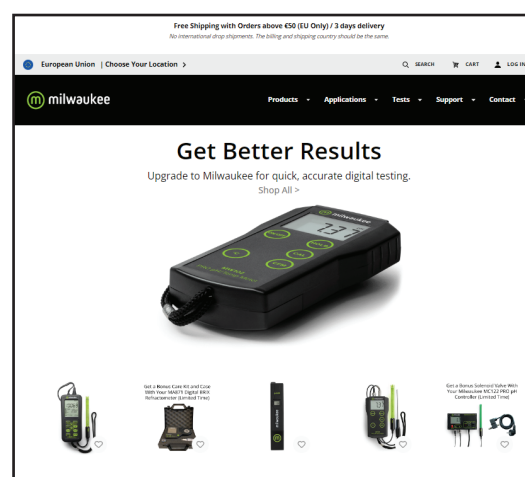 Free Shipping with Orders above €50 (EU Only) / 3 days delivery
No international drop shipments. The billing and shipping country should be the same.
European Union | Choose Your Location >
SEARCH
CART
LOG IN
m milwaukee
Products
Applications
Tests
Support
Contact
Get Better Results
Upgrade to Milwaukee for quick, accurate digital testing.
Shop All >
milwaukee
7.37
Get a Bonus Care Kit and Case
With Your MA871 Digital BRIX
Refractometer (Limited Time)
Get a Bonus Solenoid Valve With
Your Milwaukee MC122 PRO pH
Controller (Limited Time)